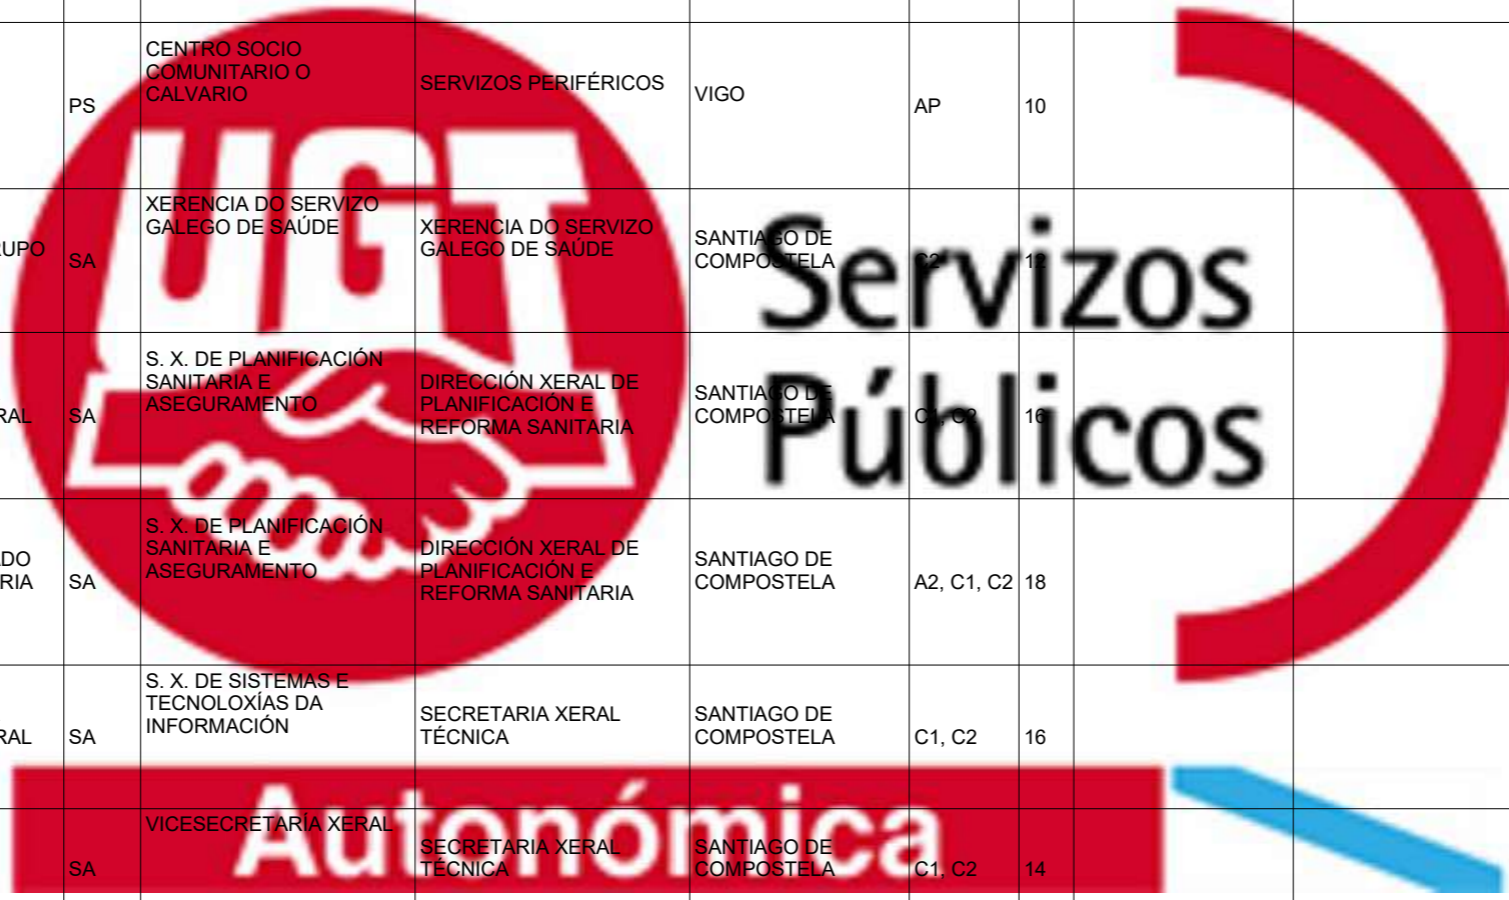 CENTRO SOCIO
COMUNITARIO O
CALVARIO
SERVIZOS PERIFÉRICOS
VIGO
PS
AP
10
XERENCIA DO SERVIZO
GALEGO DE SAÚDE
XERENCIA DO SERVIZO
GALEGO DE SAÚDE
SANTIAGO DE
COMPOSTELA
RUPO
SA
C2
12
S. X. DE PLANIFICACIÓN
SANITARIA E
ASEGURAMENTO
DIRECCIÓN XERAL DE
PLANIFICACIÓN E
REFORMA SANITARIA
SANTIAGO DE
COMPOSTELA
RAL
SA
C1, C2
16
S. X. DE PLANIFICACIÓN
SANITARIA E
ASEGURAMENTO
DIRECCIÓN XERAL DE
PLANIFICACIÓN E
REFORMA SANITARIA
SANTIAGO DE
COMPOSTELA
ADO
RIA
SA
A2, C1, C2
18
S. X. DE SISTEMAS E
TECNOLOXÍAS DA
INFORMACIÓN
SECRETARIA XERAL
TÉCNICA
SANTIAGO DE
COMPOSTELA
RAL
SA
C1, C2
16
VICESECRETARÍA XERAL
SECRETARIA XERAL
TÉCNICA
SANTIAGO DE
COMPOSTELA
SA
C1, C2
14
UGT
Servizos
Públicos
Autonómica